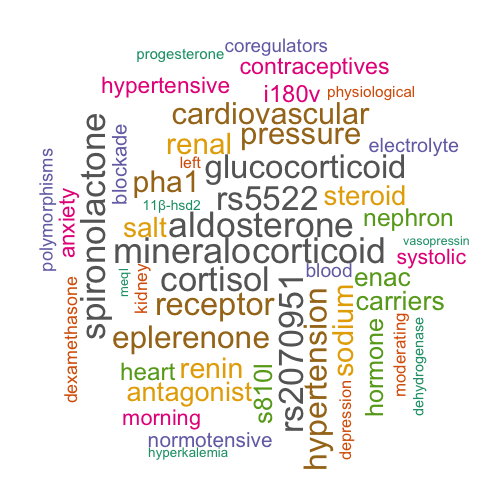 progesterone
coregulators
contraceptives
hypertensive
i180v
physiological
cardiovascular
pressure
electrolyte
renal
left
glucocorticoid
blockade
polymorphisms
anxiety
spironolactone
pha1
rs5522
steroid
11β-hsd2
salt
aldosterone
nephron
vasopressin
mineralocorticoid
systolic
meql
kidney
cortisol
blood
enac
dexamethasone
receptor
rs2070951
hypertension
sodium
carriers
eplerenone
hormone
moderating
dehydrogenase
heart
renin
s810l
antagonist
depression
morning
normotensive
hyperkalemia